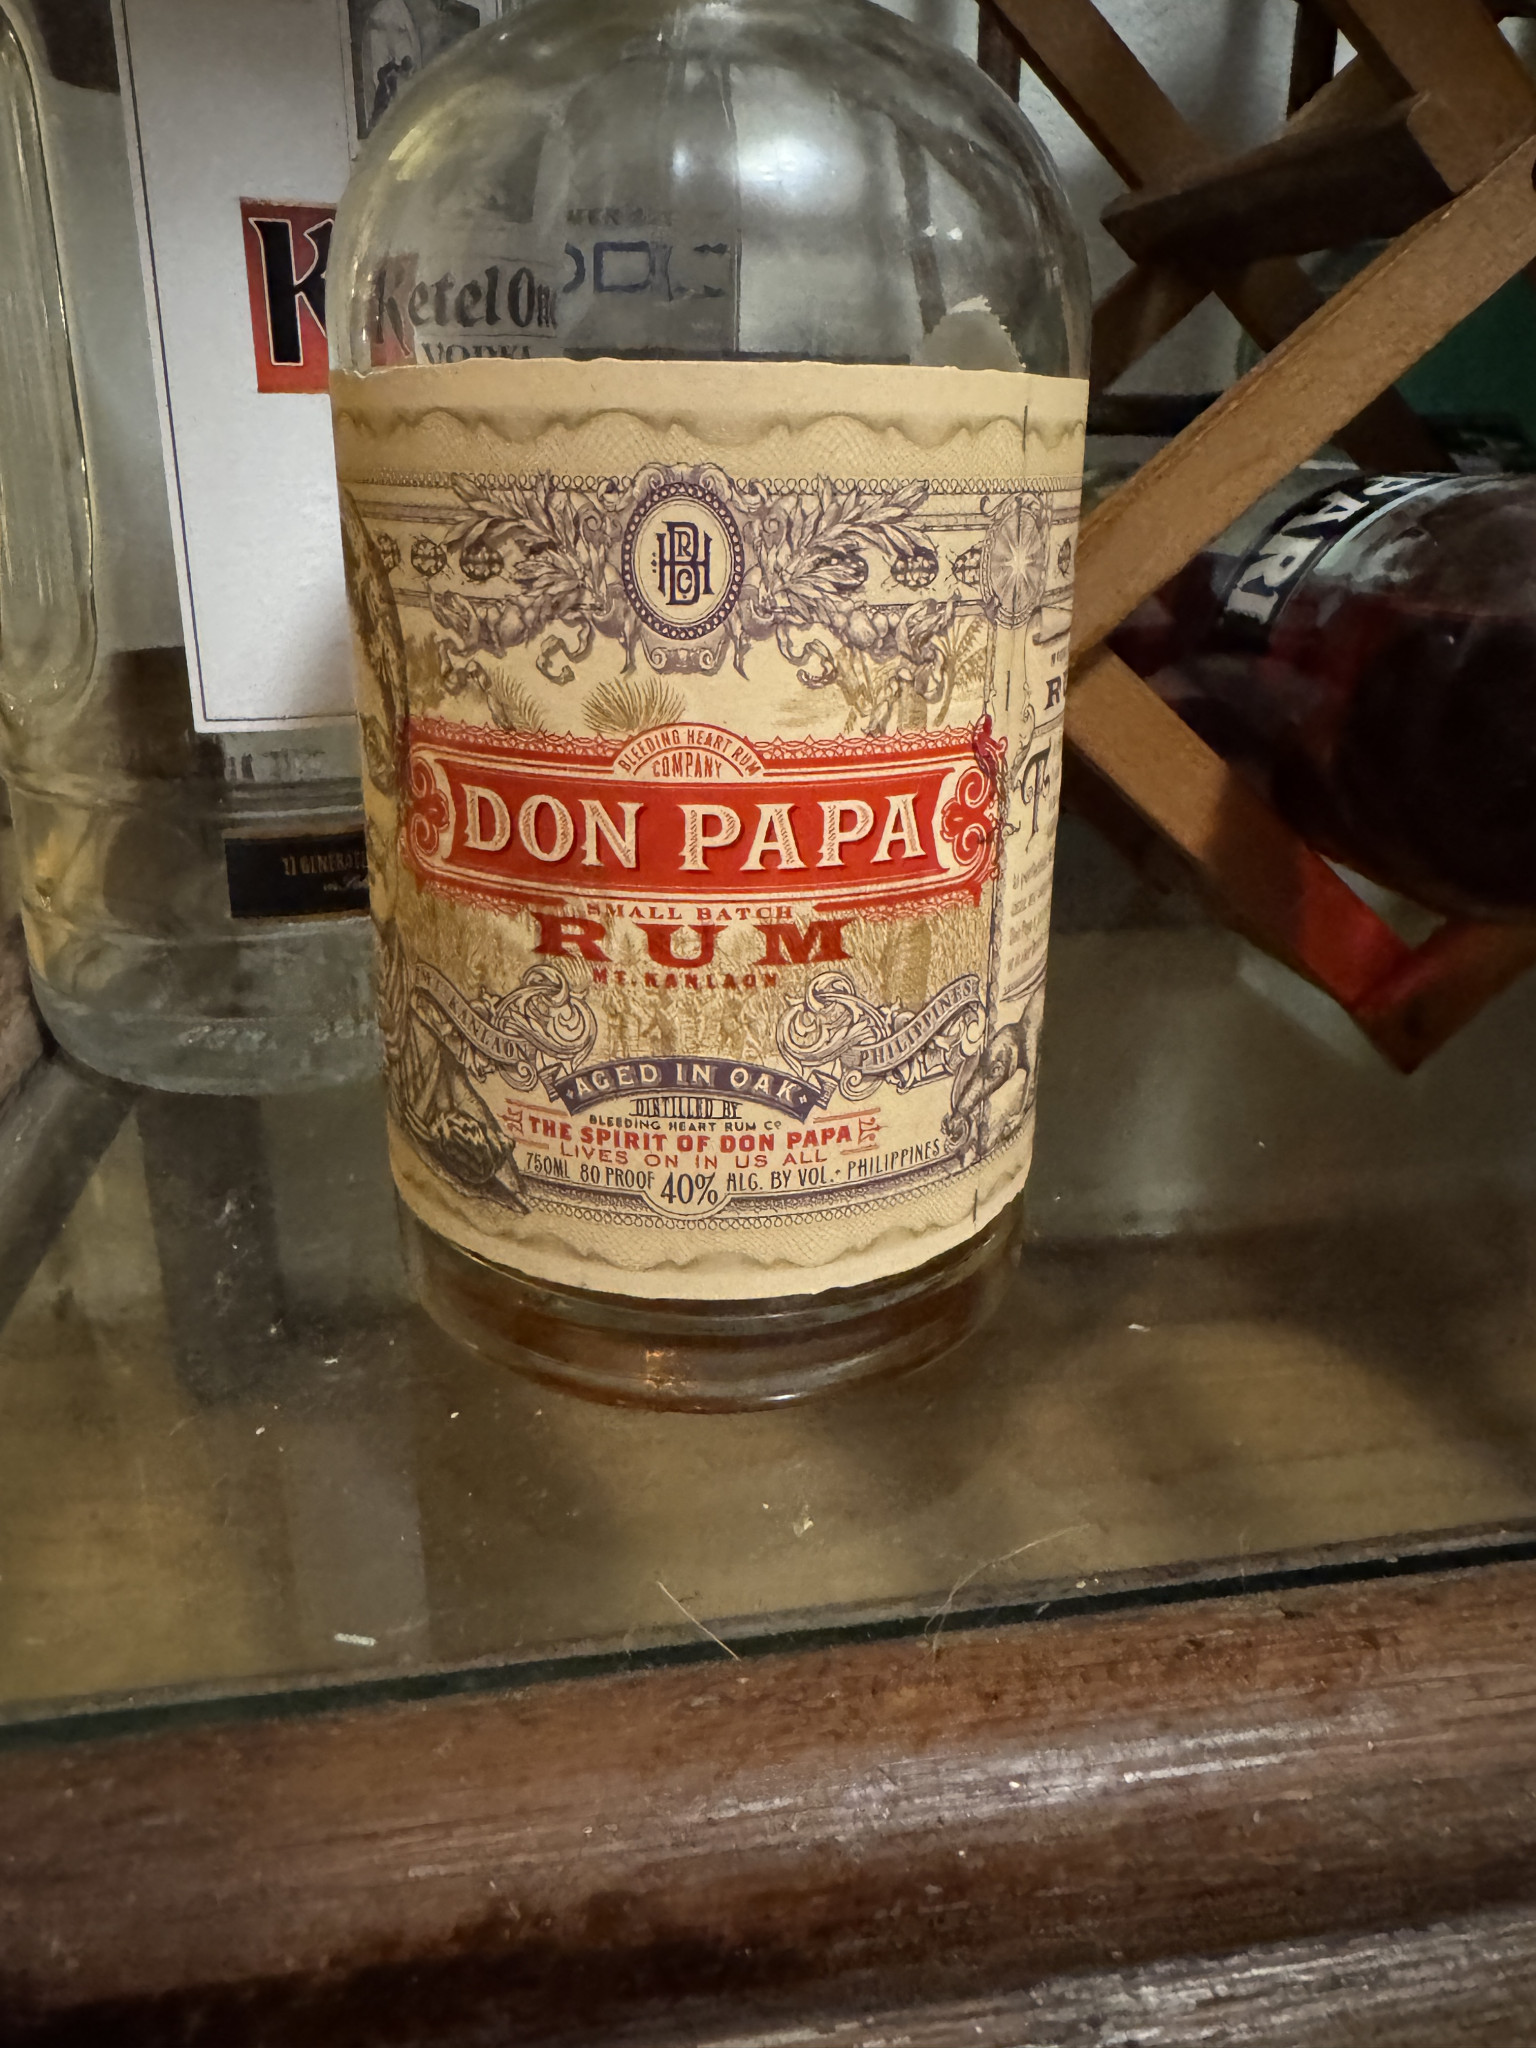 Ketel One
VODKA
BLEEDING HEART RUM
COMPANY
DON PAPA
SMALL BATCH
RUM
MT. KANLAON
MT. KANLAON
PHILIPPINES
AGED IN OAK
DISTILLED BY
BLEEDING HEART RUM Cº
THE SPIRIT OF DON PAPA
LIVES ON IN US ALL
750ML 80 PROOF 40% ALC. BY VOL. • PHILIPPINES